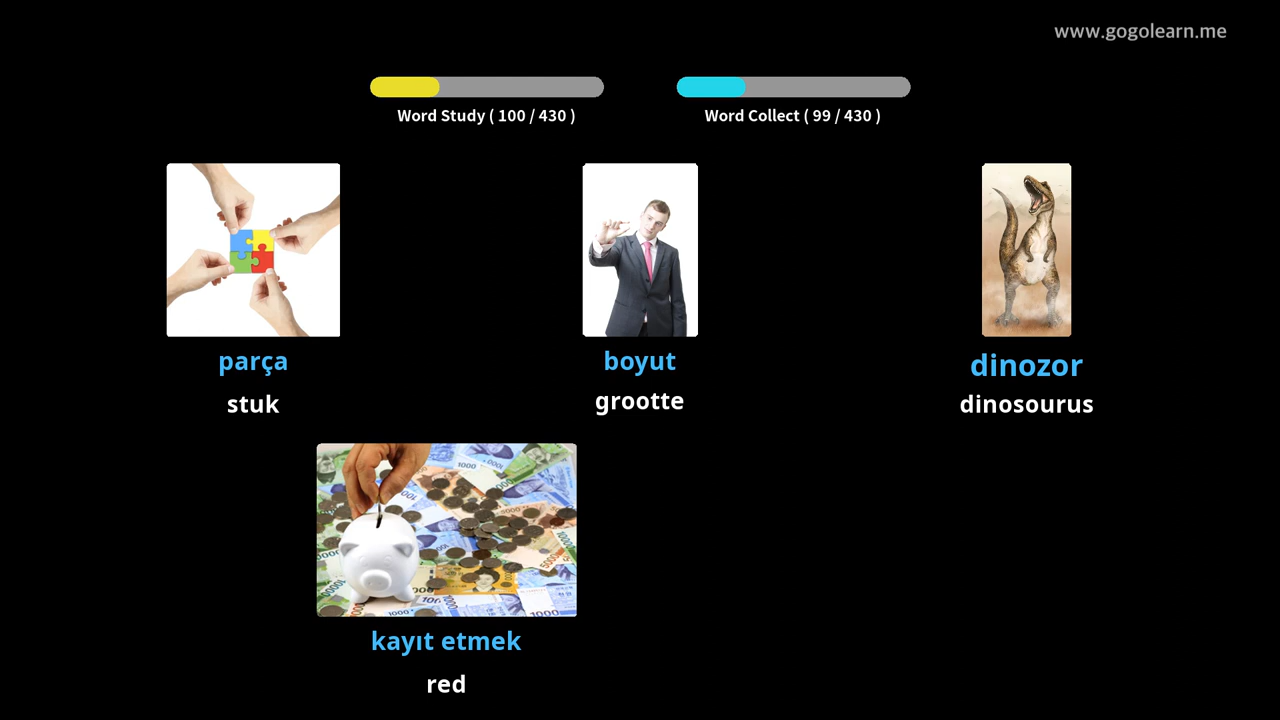 www.gogolearn.me
Word Study ( 100 / 430 )
Word Collect ( 99 / 430 )
parça
stuk
boyut
grootte
dinozor
dinosourus
kayıt etmek
red